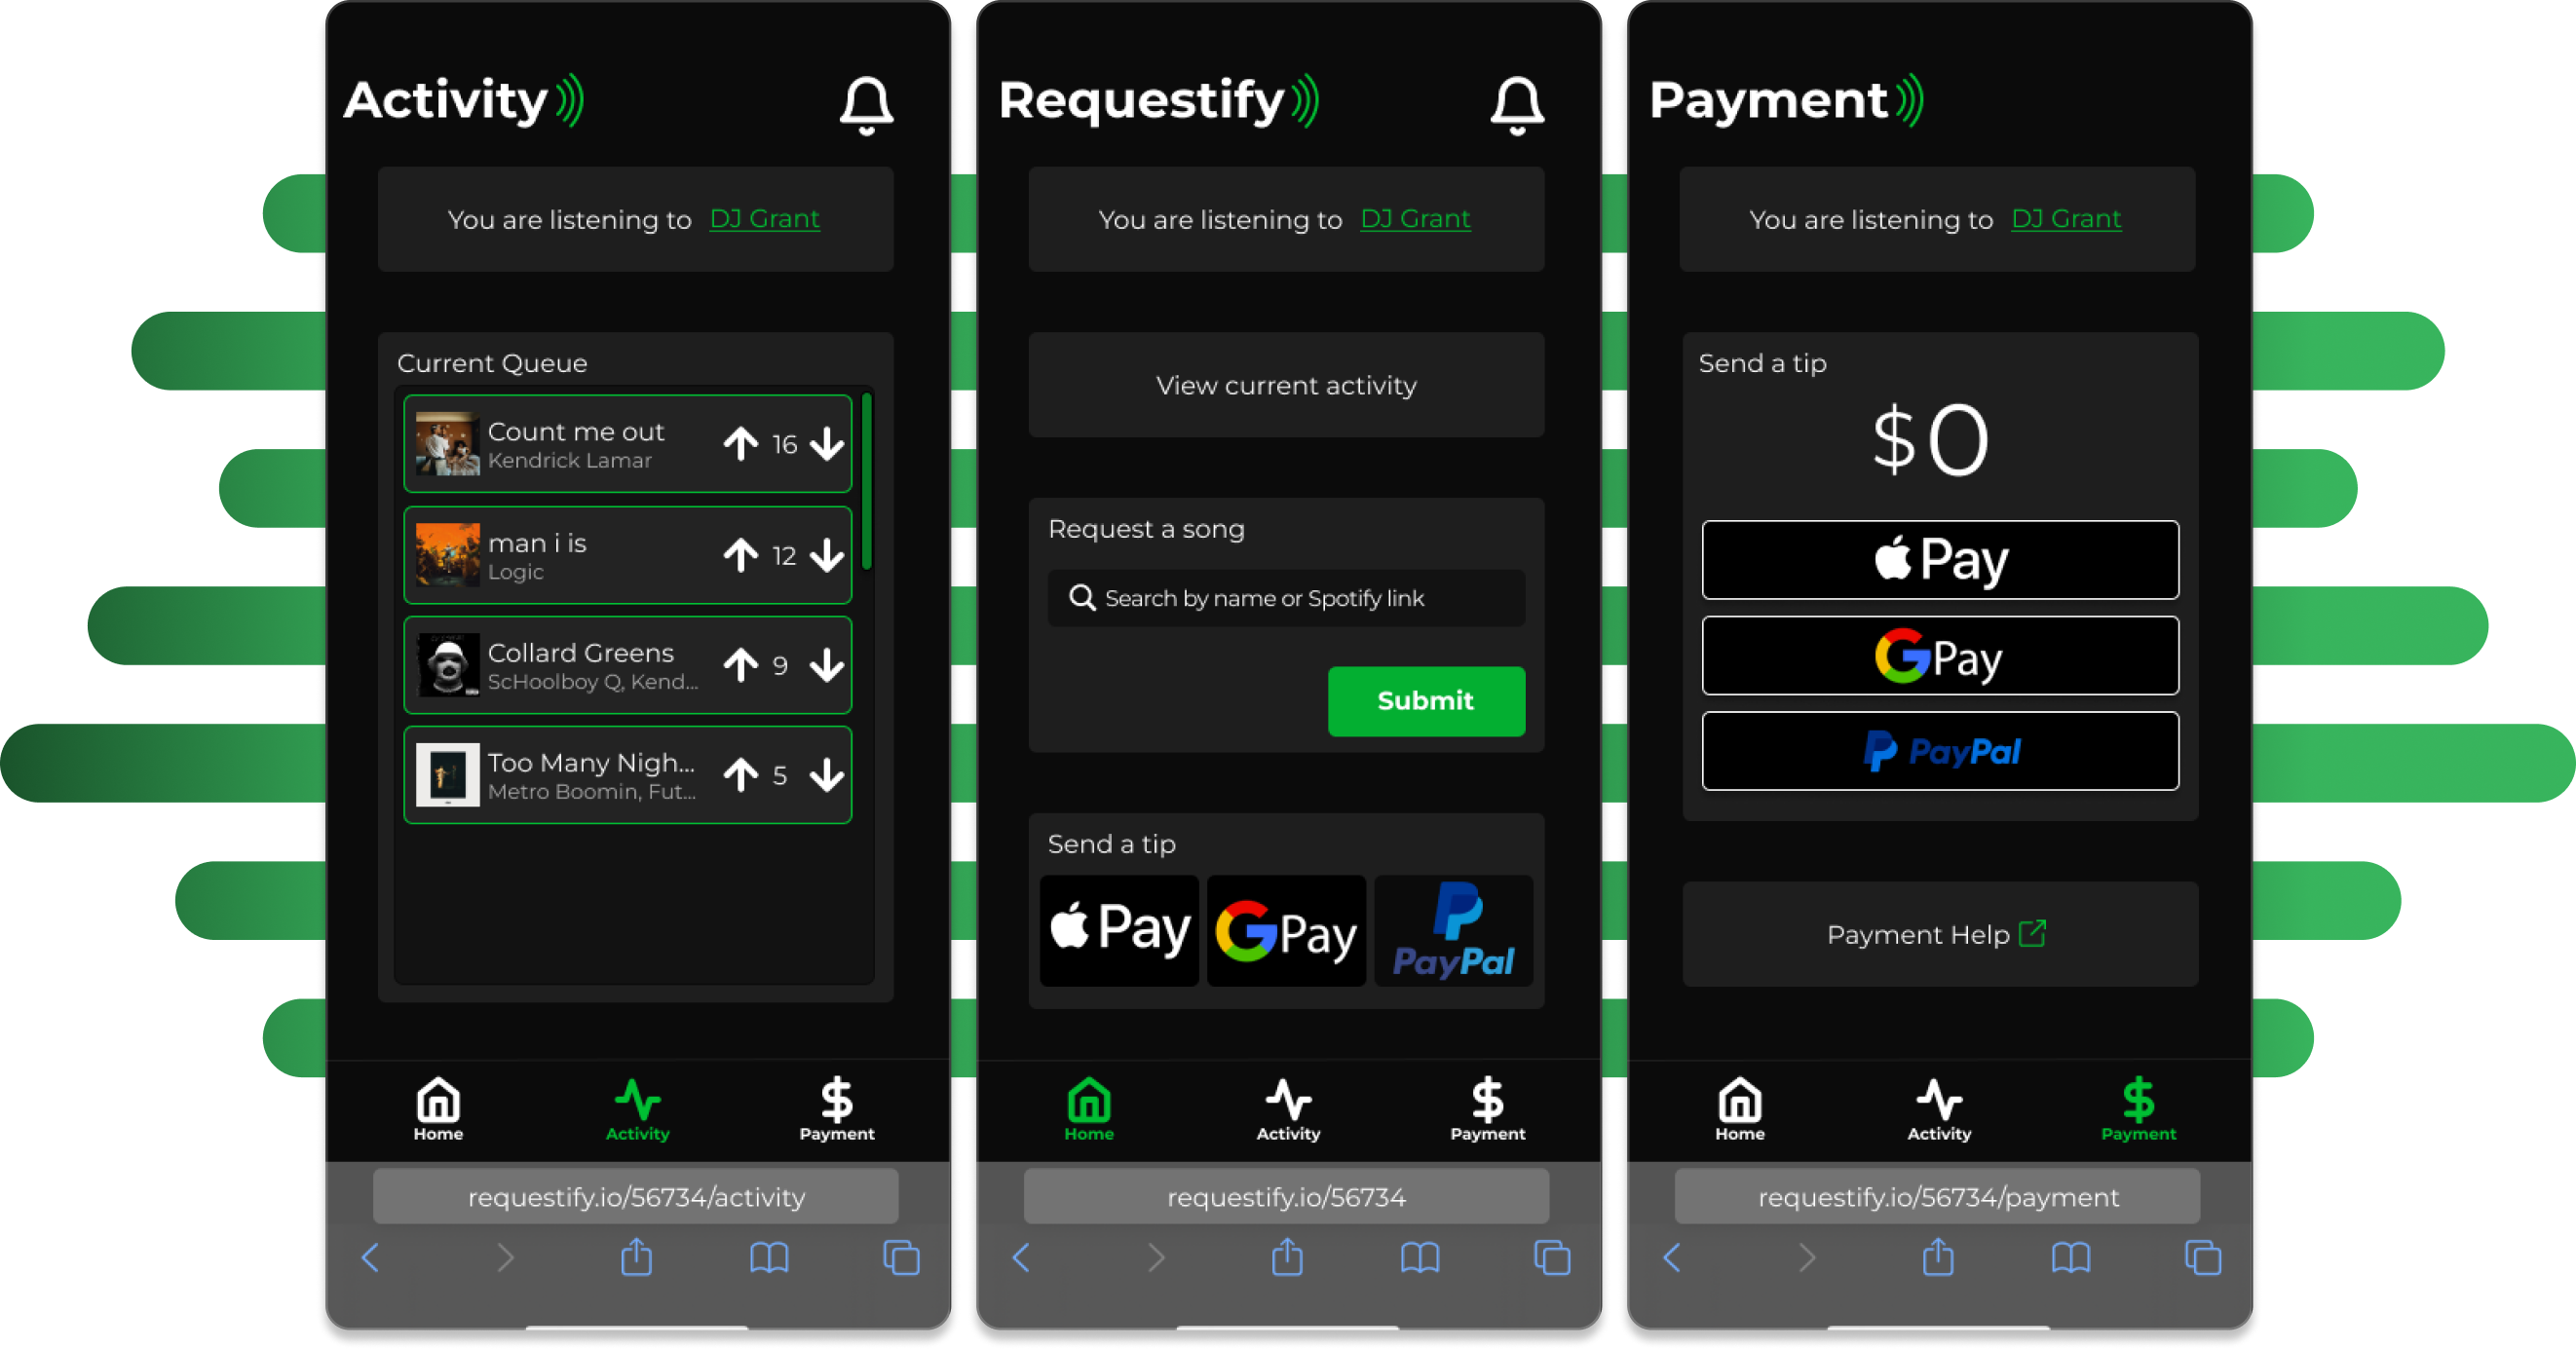 Activity
You are listening to DJ Grant
Current Queue
Count me out
Kendrick Lamar
16
man i is
Logic
12
Collard Greens
ScHoolboy Q, Kend...
9
Too Many Nigh...
Metro Boomin, Fut...
5
Home
Activity
Payment
requestify.io/56734/activity
Requestify
You are listening to DJ Grant
View current activity
Request a song
Search by name or Spotify link
Submit
Send a tip
Pay
G Pay
PayPal
Home
Activity
Payment
requestify.io/56734
Payment
You are listening to DJ Grant
Send a tip
$0
Pay
G Pay
PayPal
Payment Help
Home
Activity
Payment
requestify.io/56734/payment